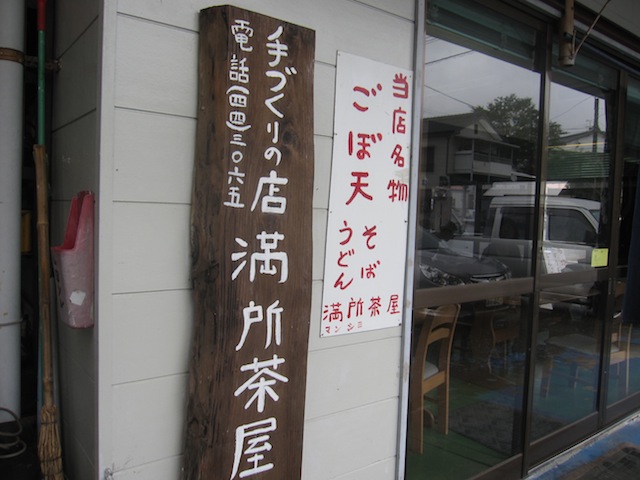 手づくりの店 満所茶屋
電話(四四)三〇六五
当店名物
ごぼ天
そば
うどん
満所茶屋
マンショ